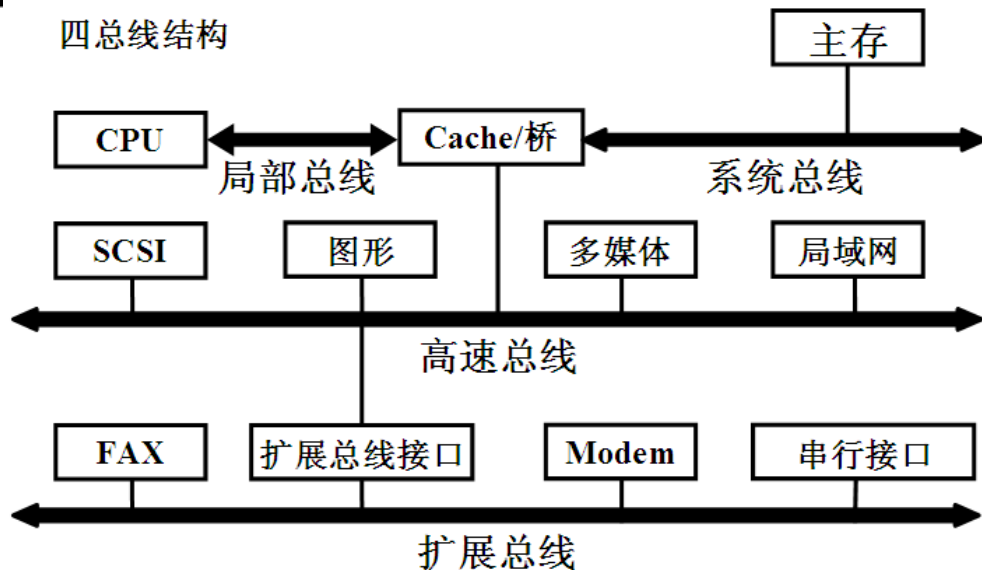 四总线结构
主存
CPU
Cache/桥
局部总线
系统总线
SCSI
图形
多媒体
局域网
高速总线
FAX
扩展总线接口
Modem
串行接口
扩展总线